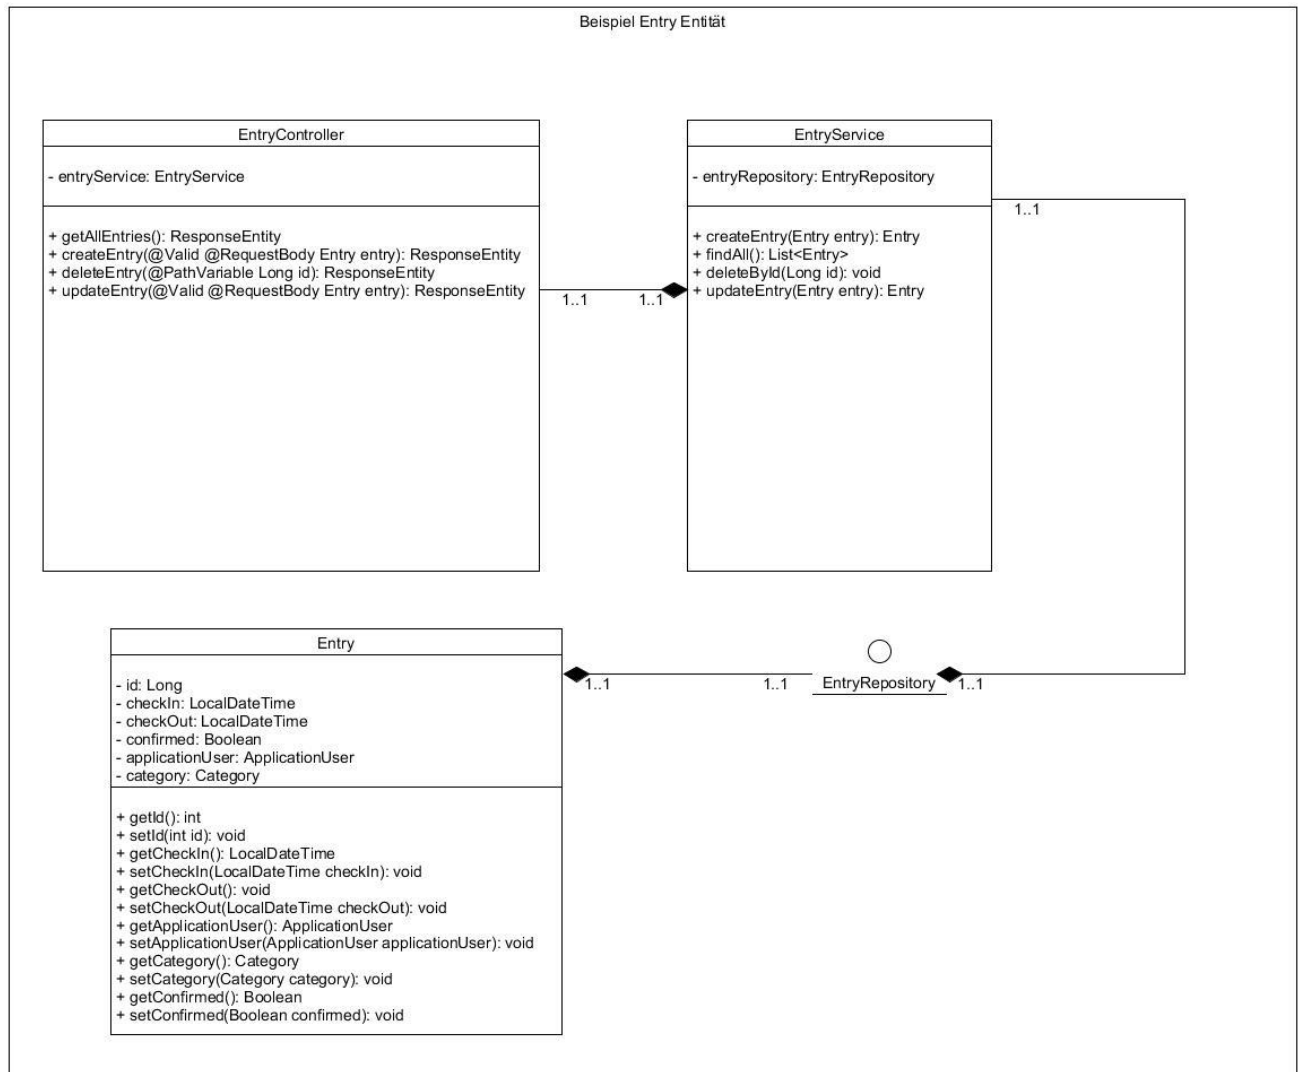 Beispiel Entry Entität
EntryController
- entryService: EntryService
+ getAllEntries(): ResponseEntity
+ createEntry(@Valid @RequestBody Entry entry): ResponseEntity
+ deleteEntry(@PathVariable Long id): ResponseEntity
+ updateEntry(@Valid @RequestBody Entry entry): ResponseEntity
1..1
1..1
EntryService
- entryRepository: EntryRepository
+ createEntry(Entry entry): Entry
+ findAll(): List<Entry>
+ deleteById(Long id): void
+ updateEntry(Entry entry): Entry
1..1
Entry
- id: Long
- checkIn: LocalDateTime
- checkOut: LocalDateTime
- confirmed: Boolean
- applicationUser: ApplicationUser
- category: Category
+ getId(): int
+ setId(int id): void
+ getCheckIn(): LocalDateTime
+ setCheckIn(LocalDateTime checkIn): void
+ getCheckOut(): void
+ setCheckOut(LocalDateTime checkOut): void
+ getApplicationUser(): ApplicationUser
+ setApplicationUser(ApplicationUser applicationUser): void
+ getCategory(): Category
+ setCategory(Category category): void
+ getConfirmed(): Boolean
+ setConfirmed(Boolean confirmed): void
1..1
1..1
EntryRepository
1..1